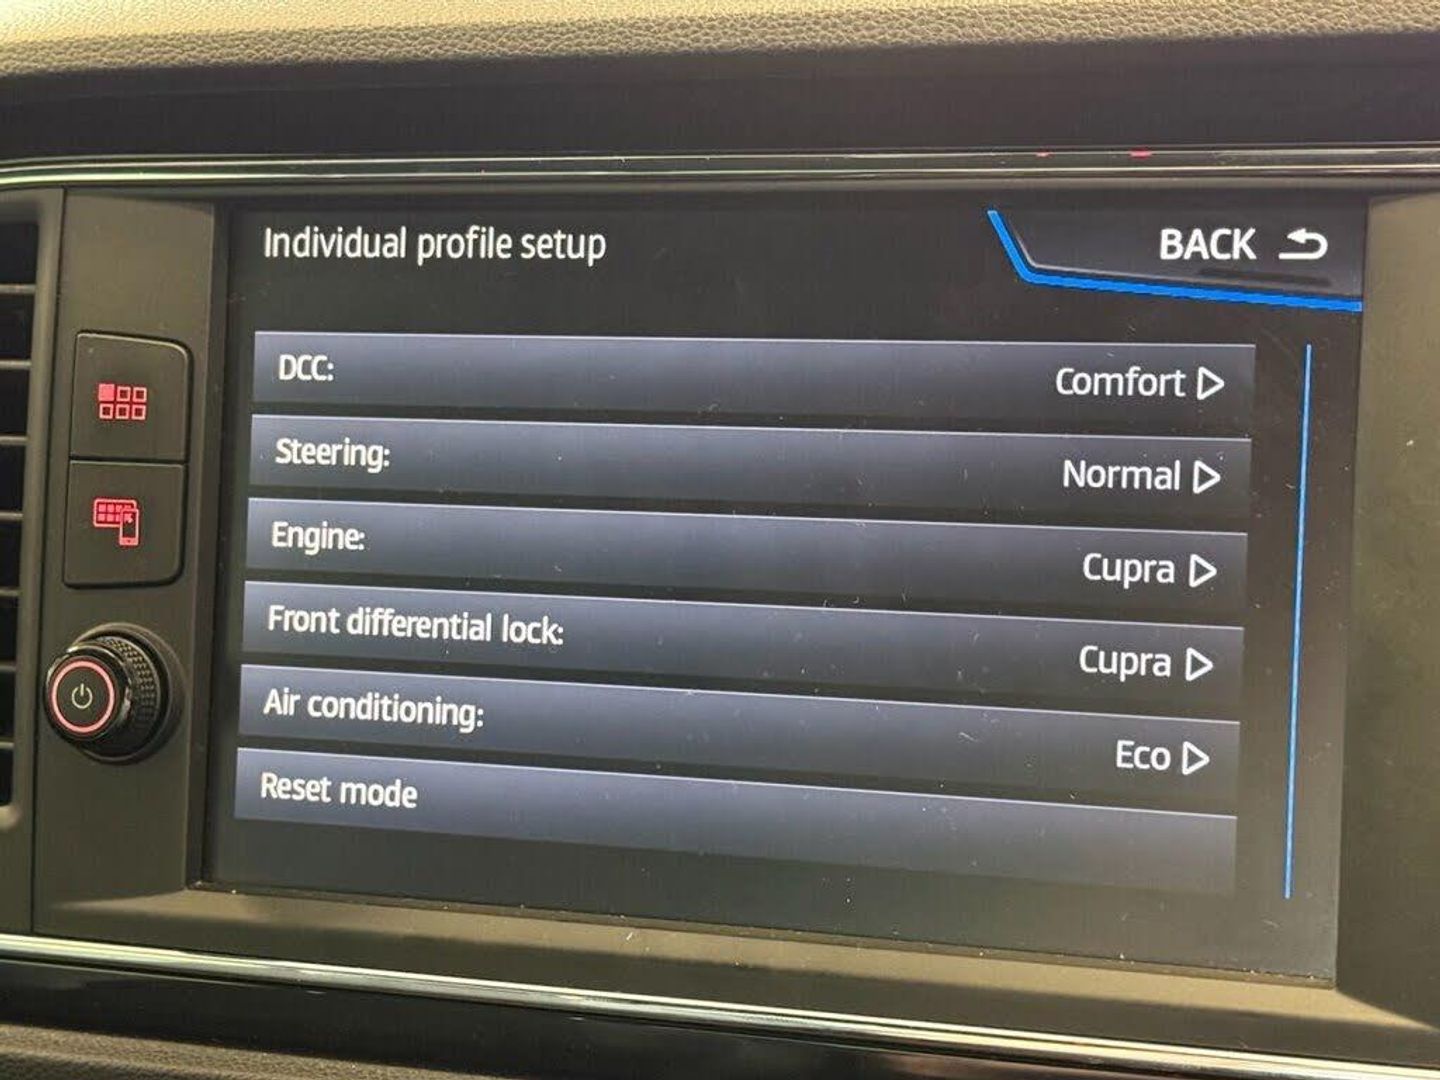 Individual profile setup
BACK
DCC:
Comfort
Steering:
Normal
Engine:
Cupra
Front differential lock:
Cupra
Air conditioning:
Eco
Reset mode